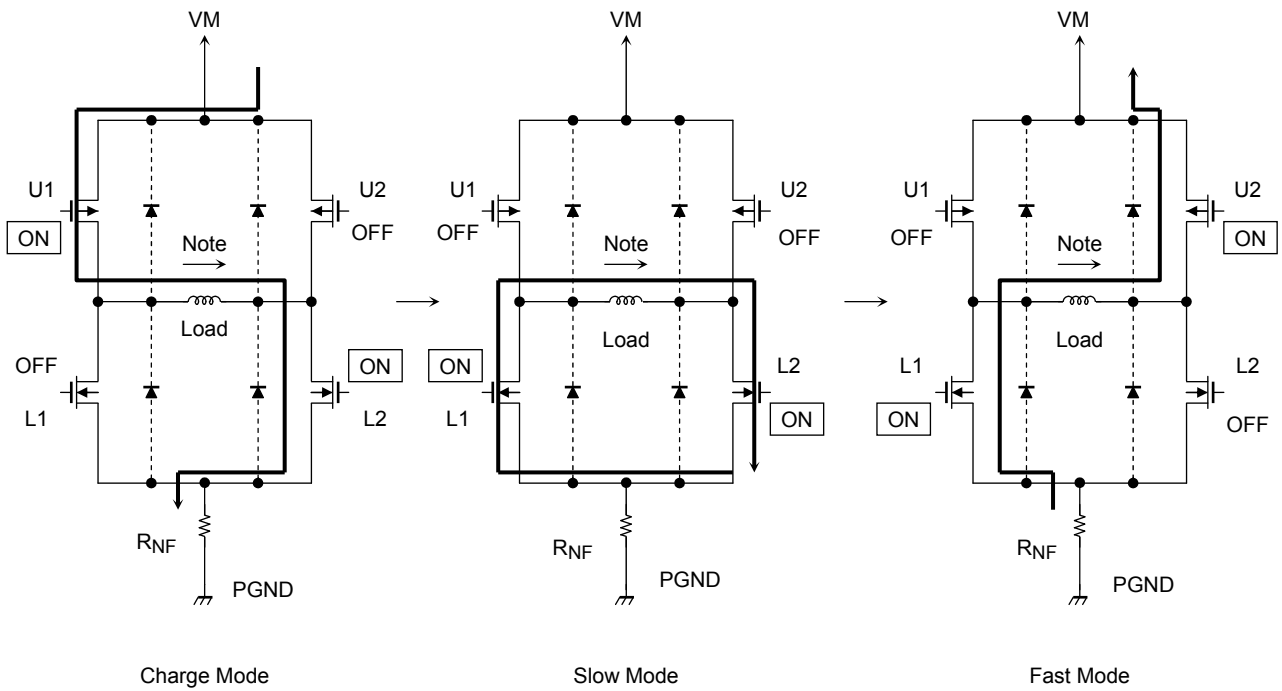 VM
U1
ON
U2
OFF
Note
Load
OFF
L1
ON
L2
RNF
PGND
Charge Mode
VM
U1
OFF
U2
OFF
Note
Load
ON
L1
L2
ON
RNF
PGND
Slow Mode
VM
U1
OFF
U2
ON
Note
Load
L1
ON
L2
OFF
RNF
PGND
Fast Mode